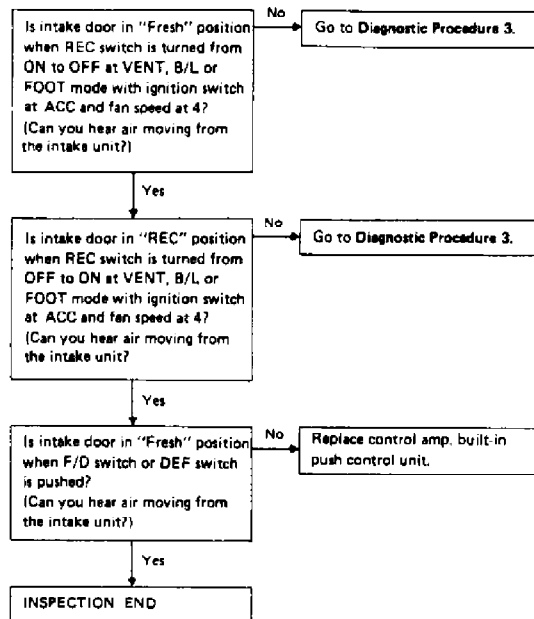 Is intake door in "Fresh" position
when REC switch is turned from
ON to OFF at VENT, B/L or
FOOT mode with ignition switch
at ACC and fan speed at 4?
(Can you hear air moving from
the intake unit?)
No
Go to Diagnostic Procedure 3.
Yes
Is intake door in "REC" position
when REC switch is turned from
OFF to ON at VENT, B/L or
FOOT mode with ignition switch
at ACC and fan speed at 4?
(Can you hear air moving from
the intake unit?
No
Go to Diagnostic Procedure 3.
Yes
Is intake door in "Fresh" position
when F/D switch or DEF switch
is pushed?
(Can you hear air moving from
the intake unit?)
No
Replace control amp. built-in
push control unit.
Yes
INSPECTION END